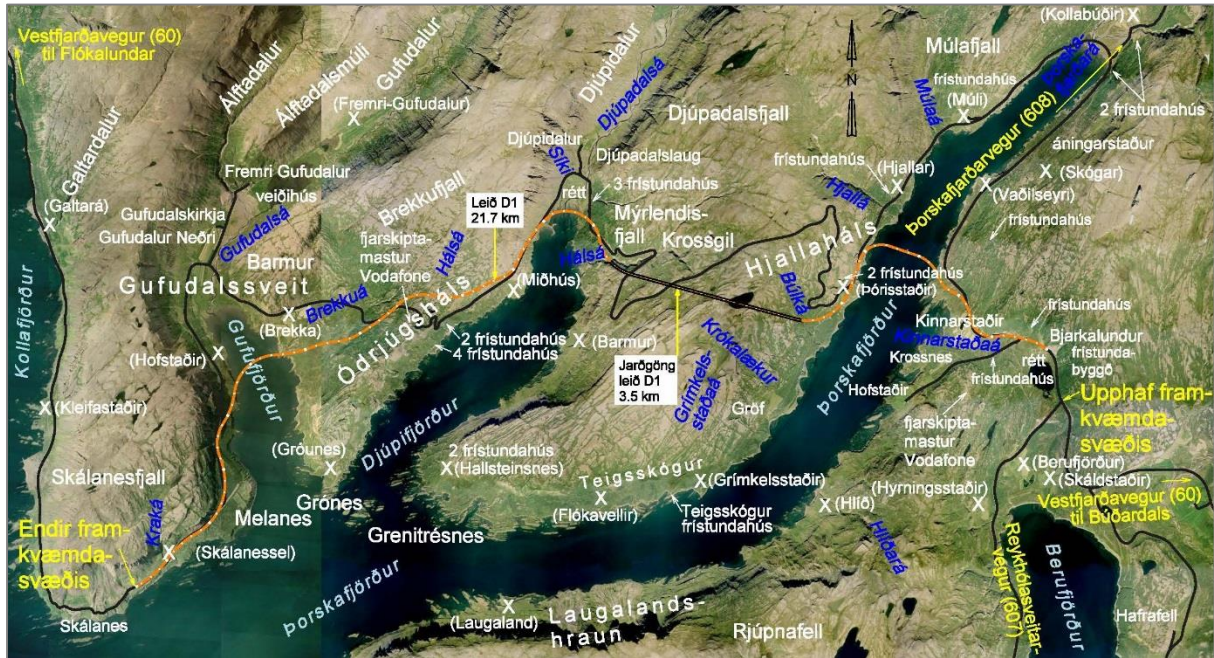 Vestfjarðavegur (60)
til Flókalundar
Álftadalur
Álftadalsmúli
Gufudalur
(Fremri-Gufudalur)
Djúpidalur
Djúpadalsá
Djúpadalsfjall
N
Múlafjall
Múlaá
frístundahús
(Múli)
(Kollabúðir)
Þorskafjarðarvegur (608)
2 frístundahús
áningarstaður
(Skógar)
(Vaðilseyri)
frístundahús
Galtardalur
(Galtará)
Fremri Gufudalur
veiðihús
Gufudalskirkja
Gufudalur Neðri
Gufudalsá
Barmur
Gufudalssveit
Brekkufjall
fjarskipta-
mastur
Vodafone
Hálsá
Leið D1
21.7 km
Djúpidalur
Síki
Djúpadalslaug
rétt
3 frístundahús
Mýrlendis-
fjall
Krossgil
Hjallaháls
frístundahús
(Hjallar)
Hjallá
Kollafjörður
Brekkuá
(Brekka)
(Hofstaðir)
Gufufjörður
Ódrjúgsháls
(Miðhús)
2 frístundahús
4 frístundahús
Hálsá
(Barmur)
Jarðgöng
leið D1
3.5 km
Búlká
2 frístundahús
(Þórisstaðir)
Krókalækur
Grímkels-
staðaá
Gröf
Þorskafjörður
Kinnarstaðir
Kinnarstaðaá
Krossnes
Hofstaðir
frístundahús
frístundahús
rétt
Bjarkalundur
frístunda-
byggð
Upphaf fram-
kvæmda-
svæðis
(Kleifastaðir)
Skálanesfjall
Kraká
Endir fram-
kvæmda-
svæðis
(Skálanessel)
Skálanes
Melanes
(Gróunes)
Grónes
Djúpifjörður
2 frístundahús
(Hallsteinsnes)
Grenitrésnes
Teigsskógur
(Flókavellir)
(Grímkelsstaðir)
Teigsskógur
frístundahús
fjarskipta-
mastur
Vodafone
(Hlíð)
(Hyrningsstaðir)
Hlíðará
(Berufjörður)
(Skáldstaðir)
Vestfjarðavegur (60)
til Búðardals
Reykhólasveitar-
vegur (607)
Berufjörður
Hafrafell
Þorskafjörður
(Laugaland)
Laugalands-
hraun
Rjúpnafell